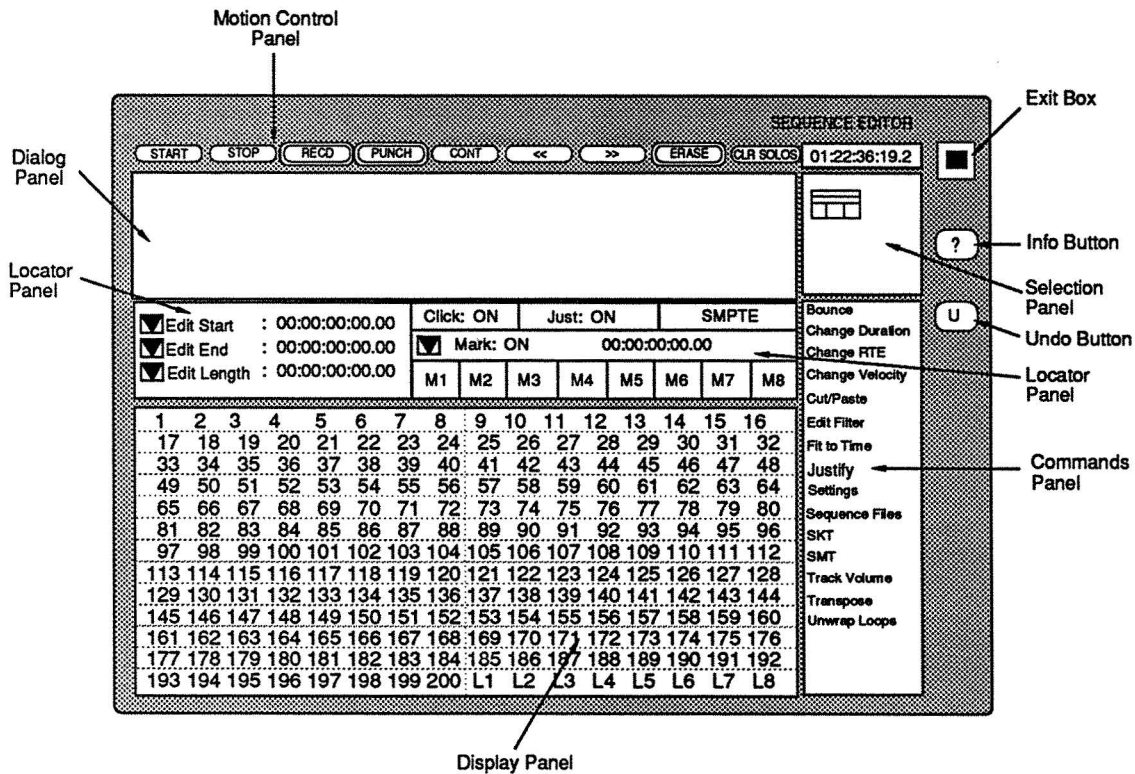 Motion Control
Panel
Exit Box
SEQUENCE EDITOR
START STOP RECD PUNCH CONT << >> ERASE CLR SOLOS 01:22:36:19.2
Dialog
Panel
? Info Button
Locator
Panel
Selection
Panel
U Undo Button
Edit Start : 00:00:00:00.00
Edit End : 00:00:00:00.00
Edit Length : 00:00:00:00.00
Click: ON Just: ON SMPTE
Mark: ON 00:00:00:00.00
M1 M2 M3 M4 M5 M6 M7 M8
Locator
Panel
Bounce
Change Duration
Change RTE
Change Velocity
Cut/Paste
Edit Filter
Fit to Time
Justify
Settings
Sequence Files
SKT
SMT
Track Volume
Transpose
Unwrap Loops
Commands
Panel
1 2 3 4 5 6 7 8 9 10 11 12 13 14 15 16
17 18 19 20 21 22 23 24 25 26 27 28 29 30 31 32
33 34 35 36 37 38 39 40 41 42 43 44 45 46 47 48
49 50 51 52 53 54 55 56 57 58 59 60 61 62 63 64
65 66 67 68 69 70 71 72 73 74 75 76 77 78 79 80
81 82 83 84 85 86 87 88 89 90 91 92 93 94 95 96
97 98 99 100 101 102 103 104 105 106 107 108 109 110 111 112
113 114 115 116 117 118 119 120 121 122 123 124 125 126 127 128
129 130 131 132 133 134 135 136 137 138 139 140 141 142 143 144
145 146 147 148 149 150 151 152 153 154 155 156 157 158 159 160
161 162 163 164 165 166 167 168 169 170 171 172 173 174 175 176
177 178 179 180 181 182 183 184 185 186 187 188 189 190 191 192
193 194 195 196 197 198 199 200 L1 L2 L3 L4 L5 L6 L7 L8
Display Panel